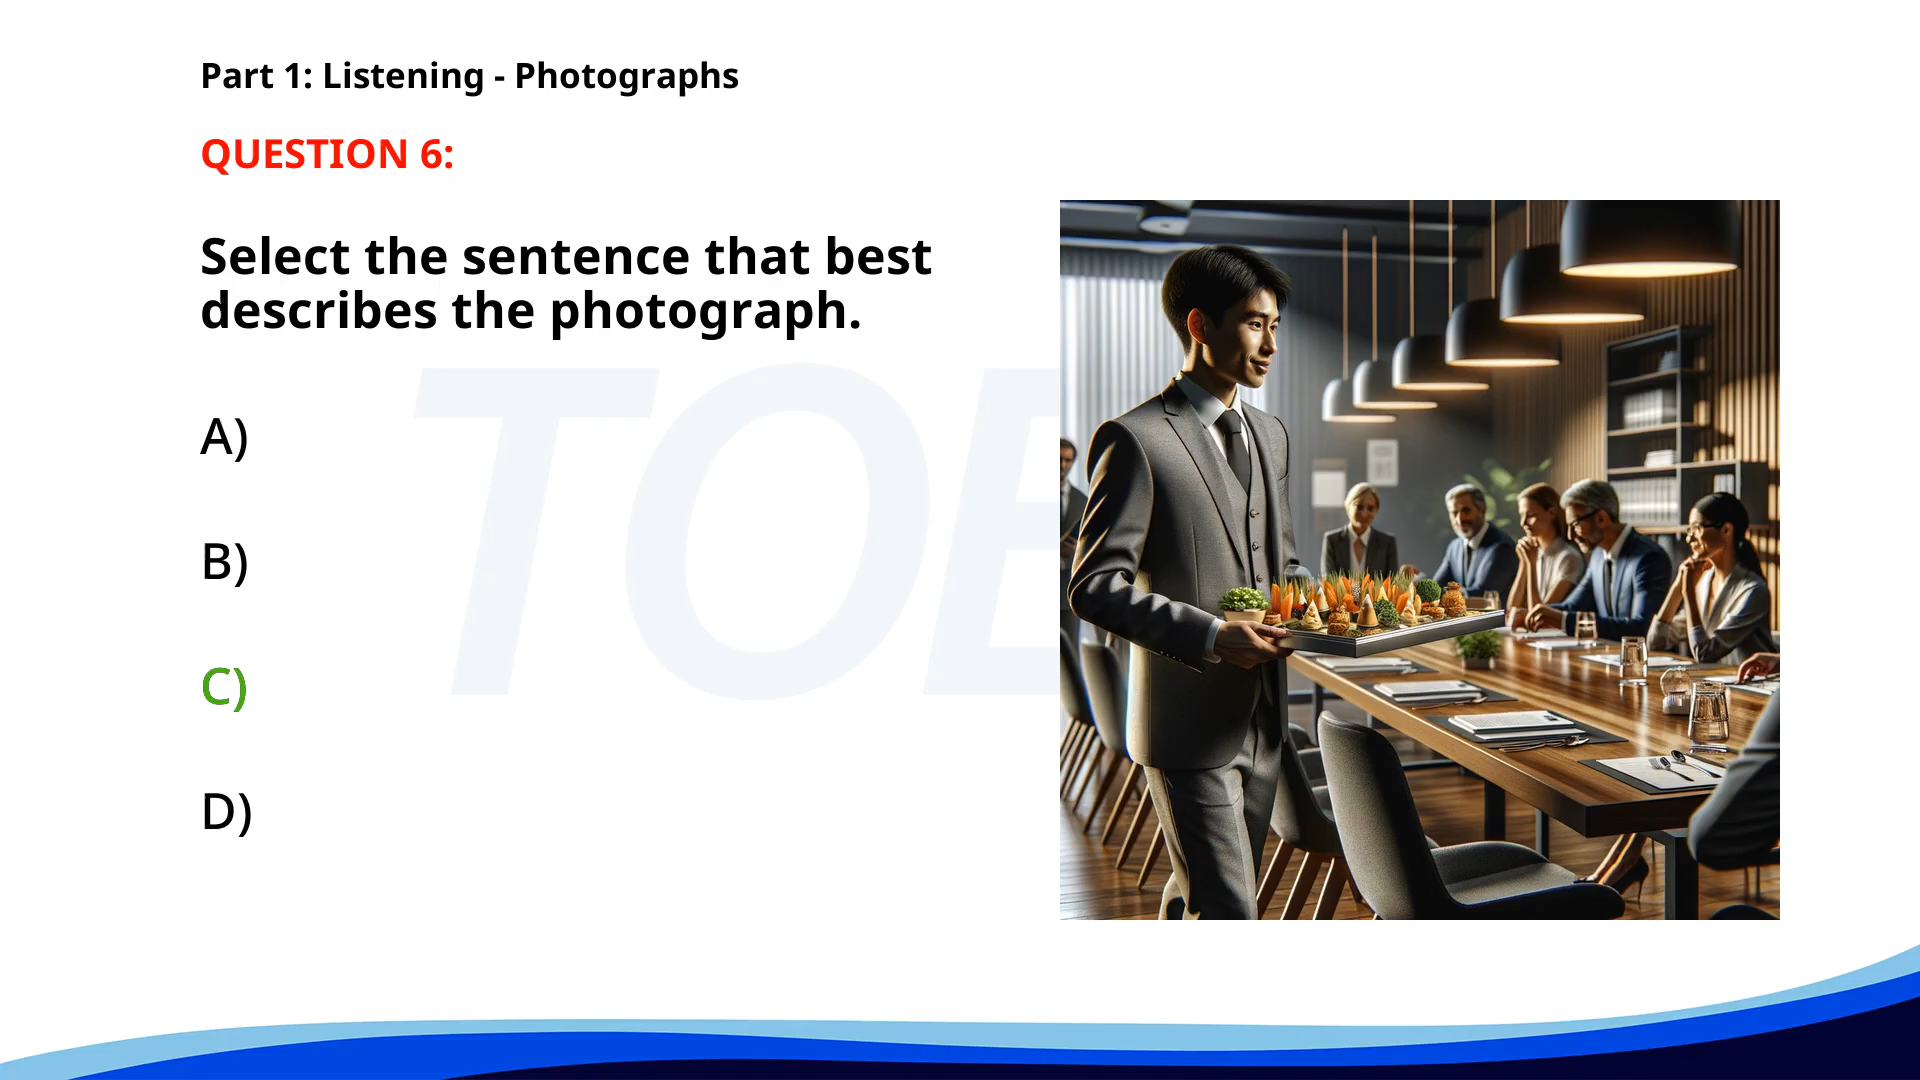 Part 1: Listening - Photographs
QUESTION 6:
Select the sentence that best
describes the photograph.
A)
B)
C)
D)